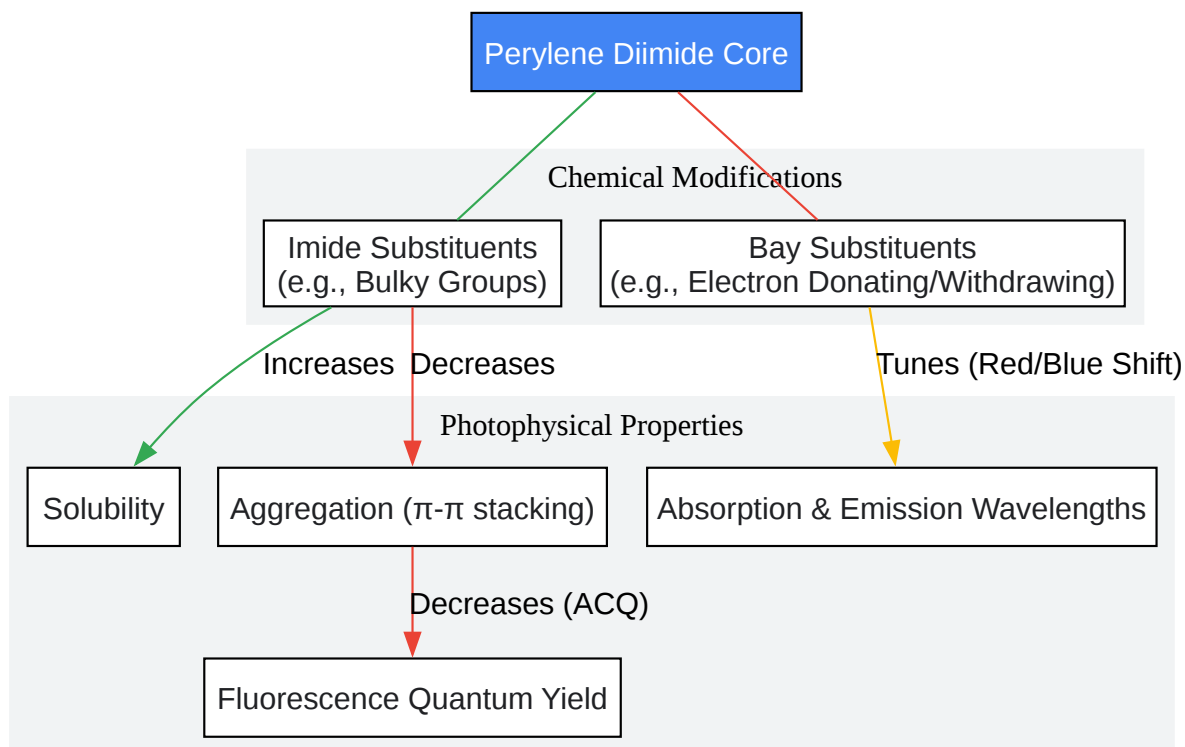 Perylene Diimide Core
Chemical Modifications
Imide Substituents
(e.g., Bulky Groups)
Bay Substituents
(e.g., Electron Donating/Withdrawing)
Increases
Decreases
Tunes (Red/Blue Shift)
Photophysical Properties
Solubility
Aggregation (π-π stacking)
Absorption & Emission Wavelengths
Decreases (ACQ)
Fluorescence Quantum Yield